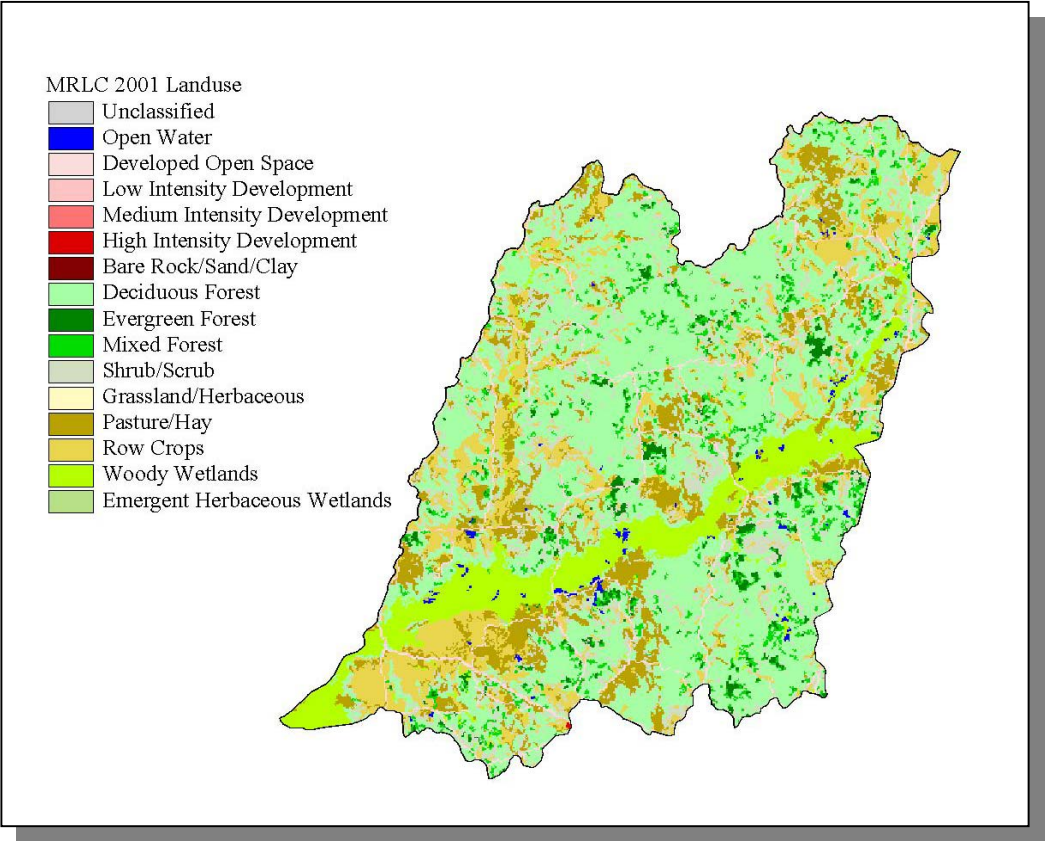 MRLC 2001 Landuse
Unclassified
Open Water
Developed Open Space
Low Intensity Development
Medium Intensity Development
High Intensity Development
Bare Rock/Sand/Clay
Deciduous Forest
Evergreen Forest
Mixed Forest
Shrub/Scrub
Grassland/Herbaceous
Pasture/Hay
Row Crops
Woody Wetlands
Emergent Herbaceous Wetlands